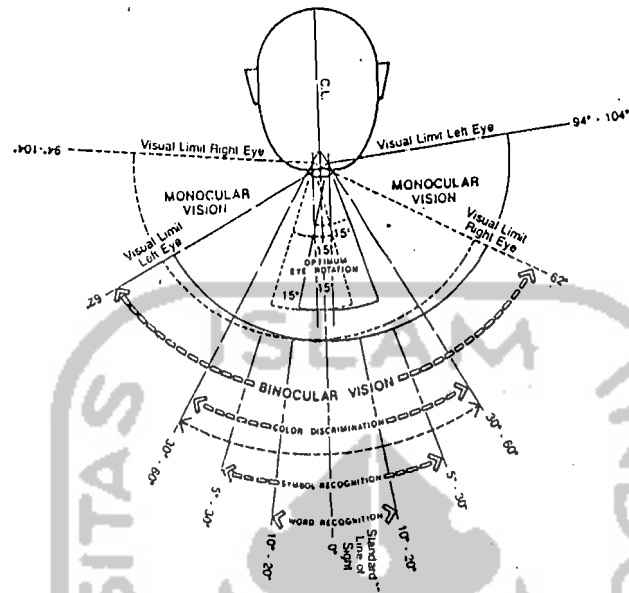 C.L.
94°-104°
Visual Limit Right Eye
Visual Limit Left Eye
94° - 104°
MONOCULAR
VISION
MONOCULAR
VISION
Visual Limit
Left Eye
Visual Limit
Right Eye
15°
15°
OPTIMUM
EYE ROTATION
15°
15°
62°
62°
ISLAM
SITAS
BINOCULAR VISION
COLOR DISCRIMINATION
30° - 60°
30° - 60°
SYMBOL RECOGNITION
5° - 30°
5° - 30°
WORD RECOGNITION
10° - 20°
10° - 20°
0°
Standard
Line of
Sight